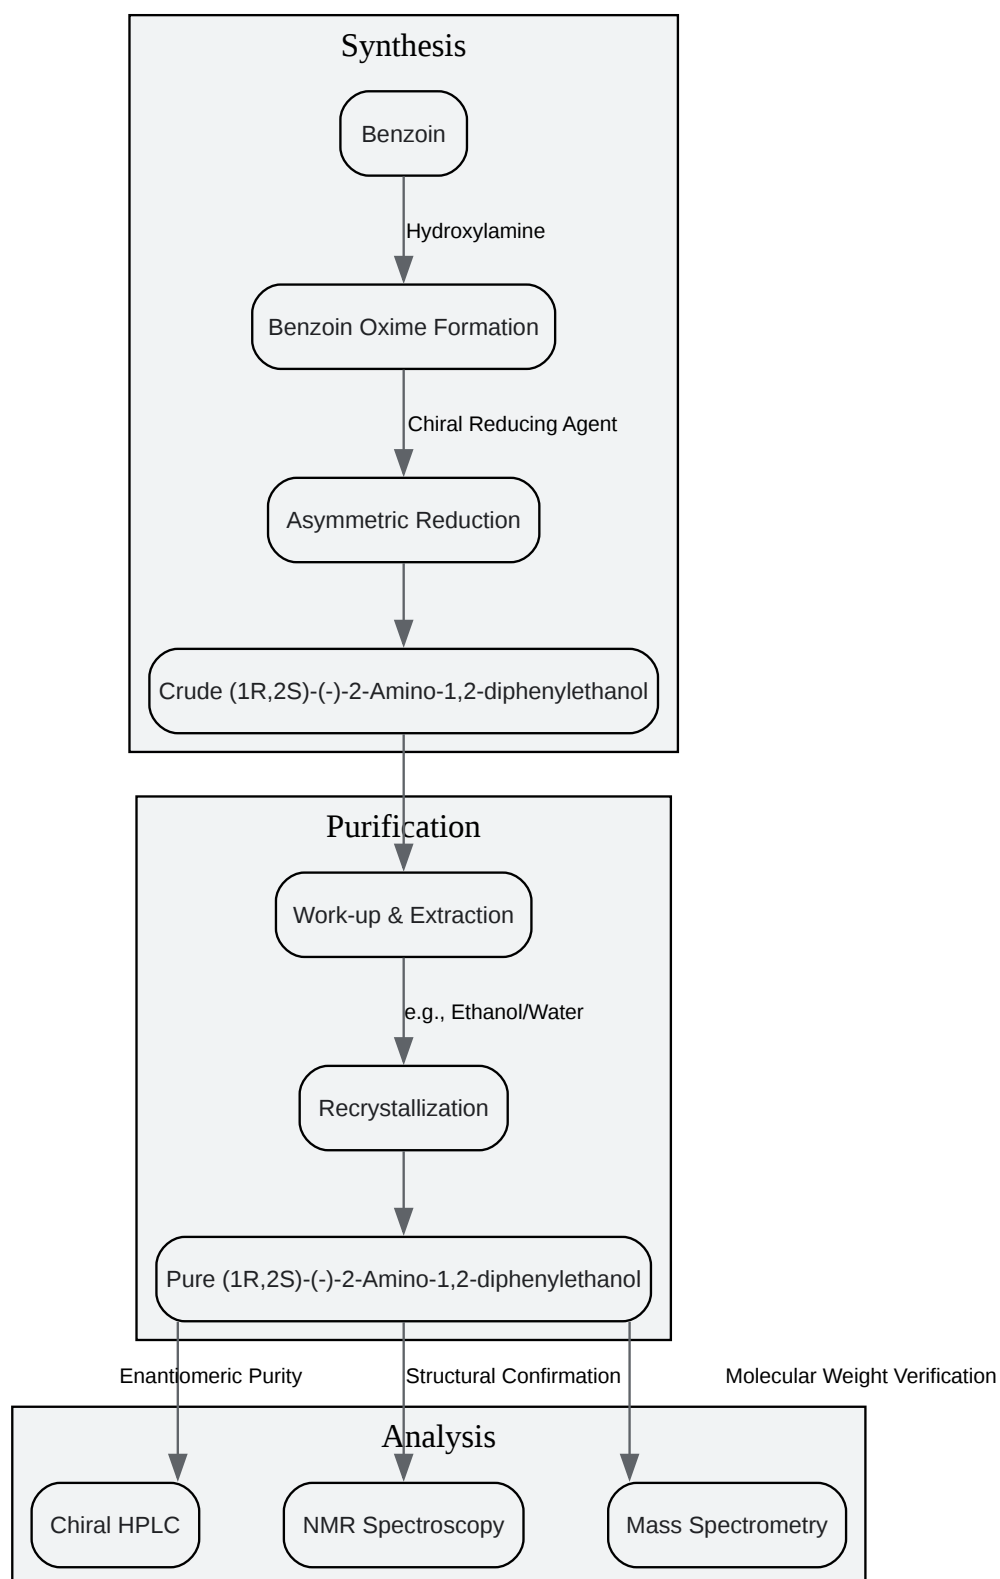 Synthesis
Benzoin
Hydroxylamine
Benzoin Oxime Formation
Chiral Reducing Agent
Asymmetric Reduction
Crude (1R,2S)-(-)-2-Amino-1,2-diphenylethanol
Purification
Work-up & Extraction
e.g., Ethanol/Water
Recrystallization
Pure (1R,2S)-(-)-2-Amino-1,2-diphenylethanol
Enantiomeric Purity
Structural Confirmation
Molecular Weight Verification
Analysis
Chiral HPLC
NMR Spectroscopy
Mass Spectrometry